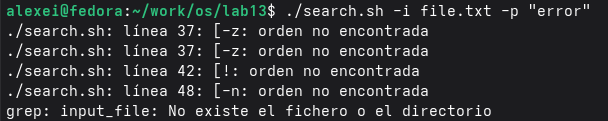 alexei@fedora:~/work/os/lab13$ ./search.sh -i file.txt -p "error"
./search.sh: línea 37: [-z: orden no encontrada
./search.sh: línea 37: [-z: orden no encontrada
./search.sh: línea 42: [!: orden no encontrada
./search.sh: línea 48: [-n: orden no encontrada
grep: input_file: No existe el fichero o el directorio